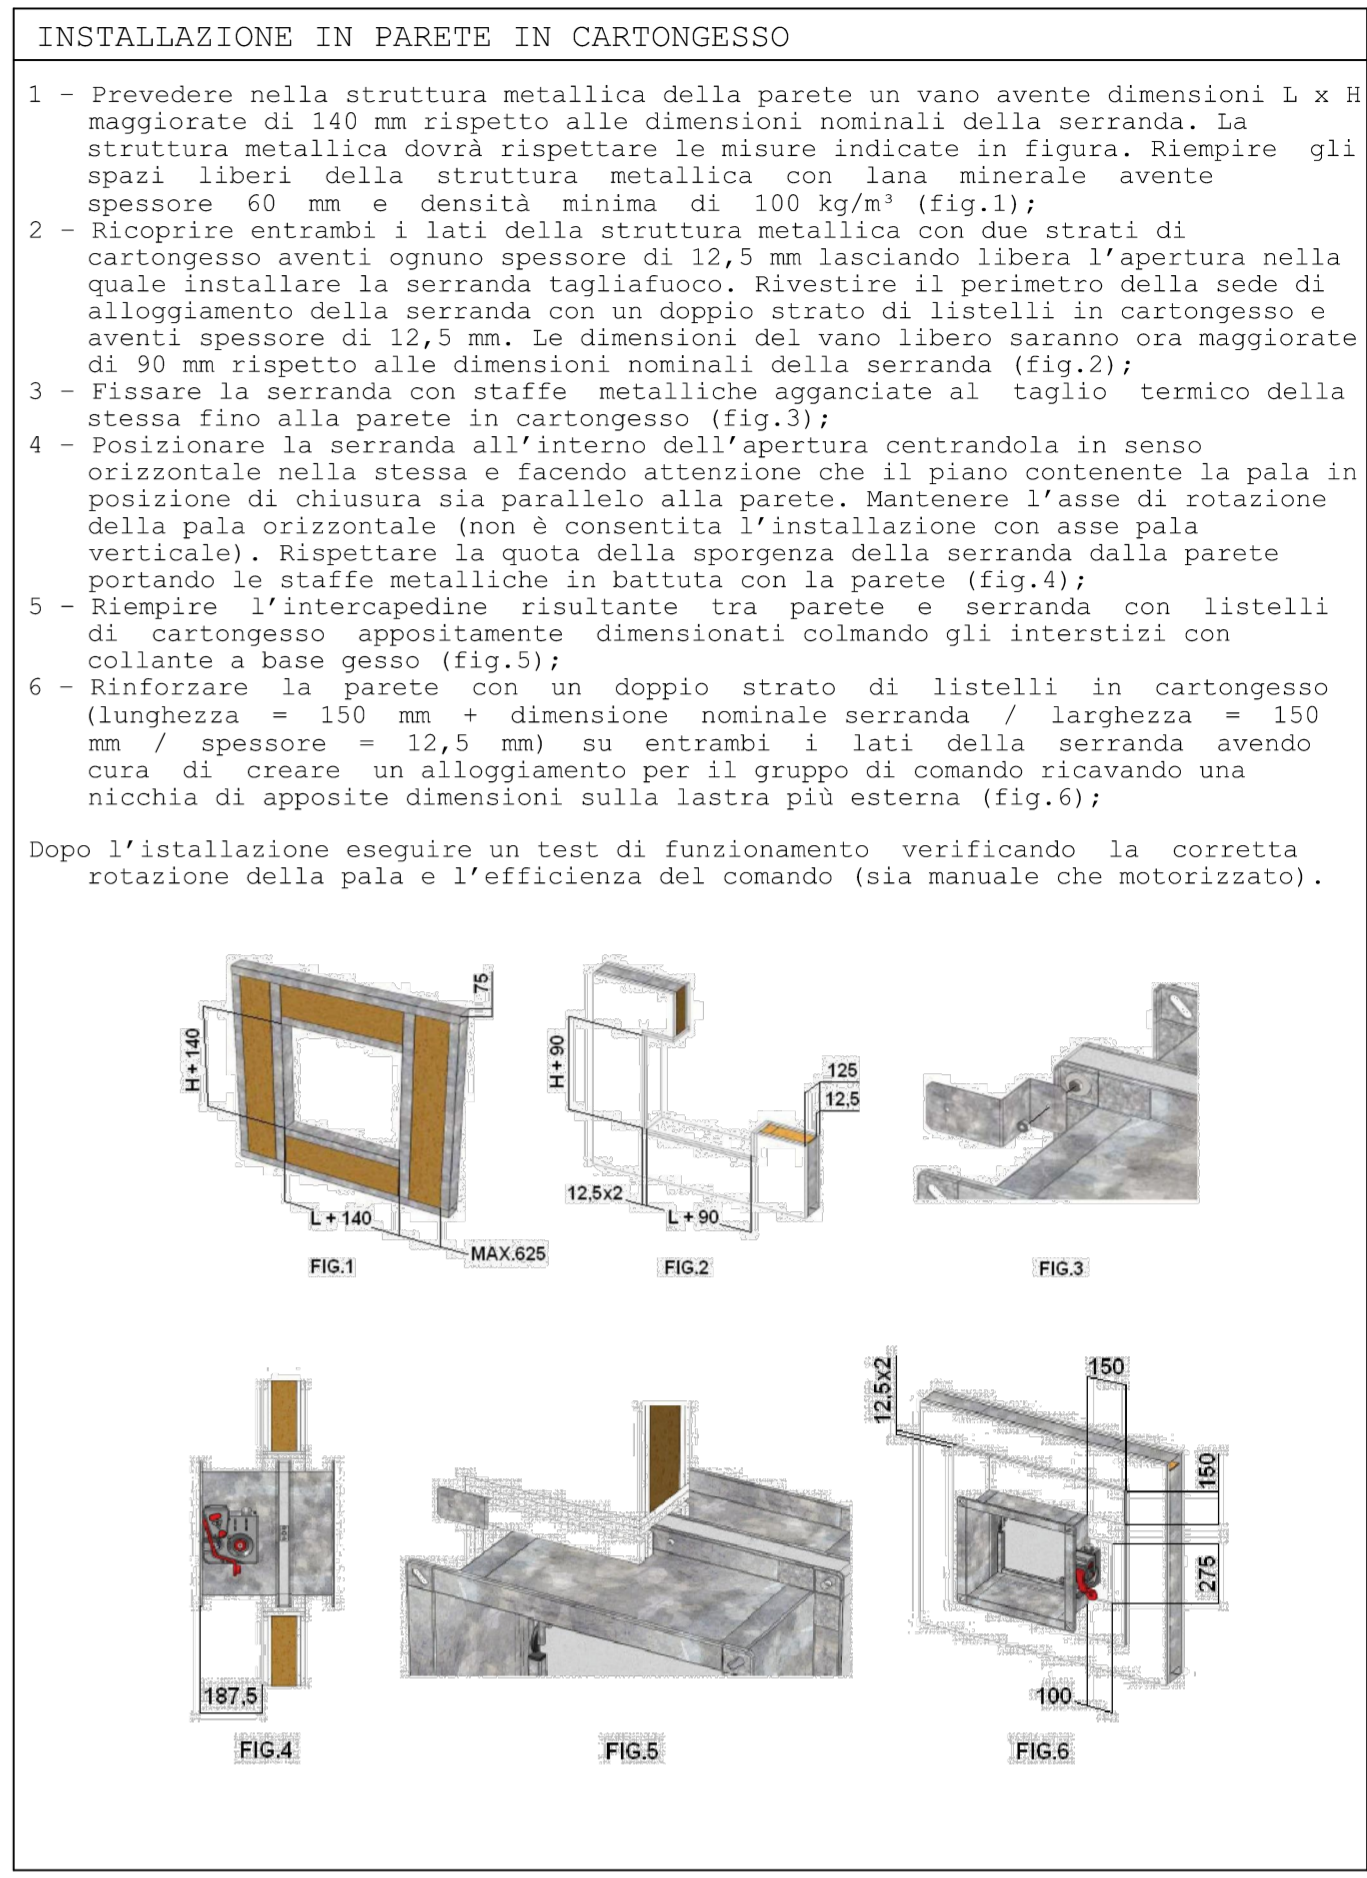 INSTALLAZIONE IN PARETE IN CARTONGESSO
1 - Prevedere nella struttura metallica della parete un vano avente dimensioni L x H
maggiorate di 140 mm rispetto alle dimensioni nominali della serranda. La
struttura metallica dovrà rispettare le misure indicate in figura. Riempire gli
spazi liberi della struttura metallica con lana minerale avente
spessore 60 mm e densità minima di 100 kg/m³ (fig.1);
2 - Ricoprire entrambi i lati della struttura metallica con due strati di
cartongesso aventi ognuno spessore di 12,5 mm lasciando libera l'apertura nella
quale installare la serranda tagliafuoco. Rivestire il perimetro della sede di
alloggiamento della serranda con un doppio strato di listelli in cartongesso e
aventi spessore di 12,5 mm. Le dimensioni del vano libero saranno ora maggiorate
di 90 mm rispetto alle dimensioni nominali della serranda (fig.2);
3 - Fissare la serranda con staffe metalliche agganciate al taglio termico della
stessa fino alla parete in cartongesso (fig.3);
4 - Posizionare la serranda all'interno dell'apertura centrandola in senso
orizzontale nella stessa e facendo attenzione che il piano contenente la pala in
posizione di chiusura sia parallelo alla parete. Mantenere l'asse di rotazione
della pala orizzontale (non è consentita l'installazione con asse pala
verticale). Rispettare la quota della sporgenza della serranda dalla parete
portando le staffe metalliche in battuta con la parete (fig.4);
5 - Riempire l'intercapedine risultante tra parete e serranda con listelli
di cartongesso appositamente dimensionati colmando gli interstizi con
collante a base gesso (fig.5);
6 - Rinforzare la parete con un doppio strato di listelli in cartongesso
(lunghezza = 150 mm + dimensione nominale serranda / larghezza = 150
mm / spessore = 12,5 mm) su entrambi i lati della serranda avendo
cura di creare un alloggiamento per il gruppo di comando ricavando una
nicchia di apposite dimensioni sulla lastra più esterna (fig.6);
Dopo l'istallazione eseguire un test di funzionamento verificando la corretta
rotazione della pala e l'efficienza del comando (sia manuale che motorizzato).
75
H + 140
L + 140
MAX.625
FIG.1
H + 90
125
12,5
12,5x2
L + 90
FIG.2
FIG.3
187,5
FIG.4
FIG.5
12,5x2
150
150
275
100
FIG.6